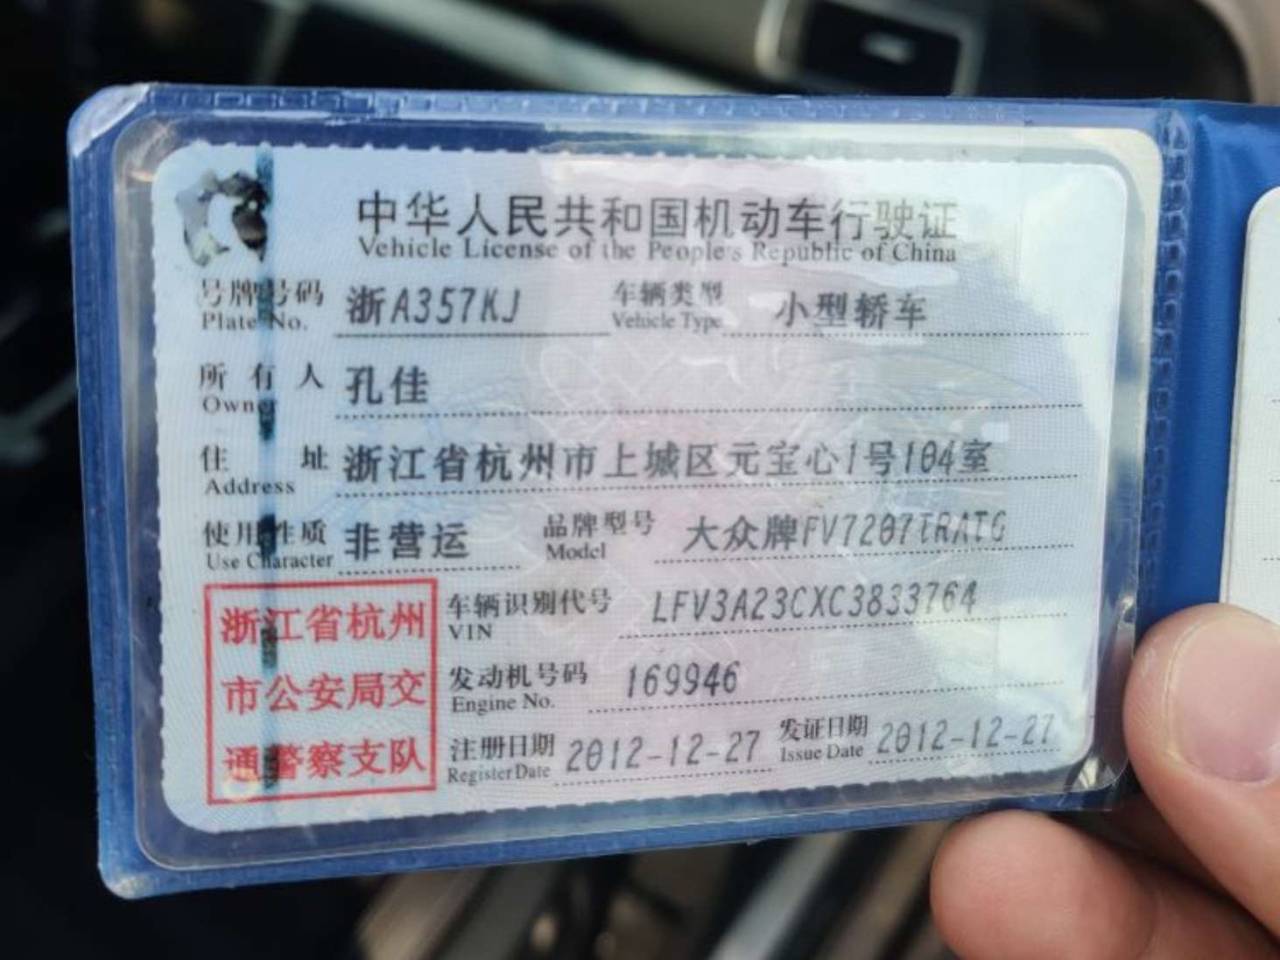 中华人民共和国机动车行驶证
Vehicle License of the People's Republic of China
号牌号码 浙A357KJ 车辆类型 小型轿车
Plate No. Vehicle Type
所有人 孔佳
Owner
住址 浙江省杭州市上城区元宝心1号104室
Address
使用性质 非营运 品牌型号 大众牌FV7207TRATG
Use Character Model
浙江省杭州
市公安局交
通警察支队
车辆识别代号 LFV3A23CXC3833764
VIN
发动机号码 169946
Engine No.
注册日期 2012-12-27 发证日期 2012-12-27
Register Date Issue Date